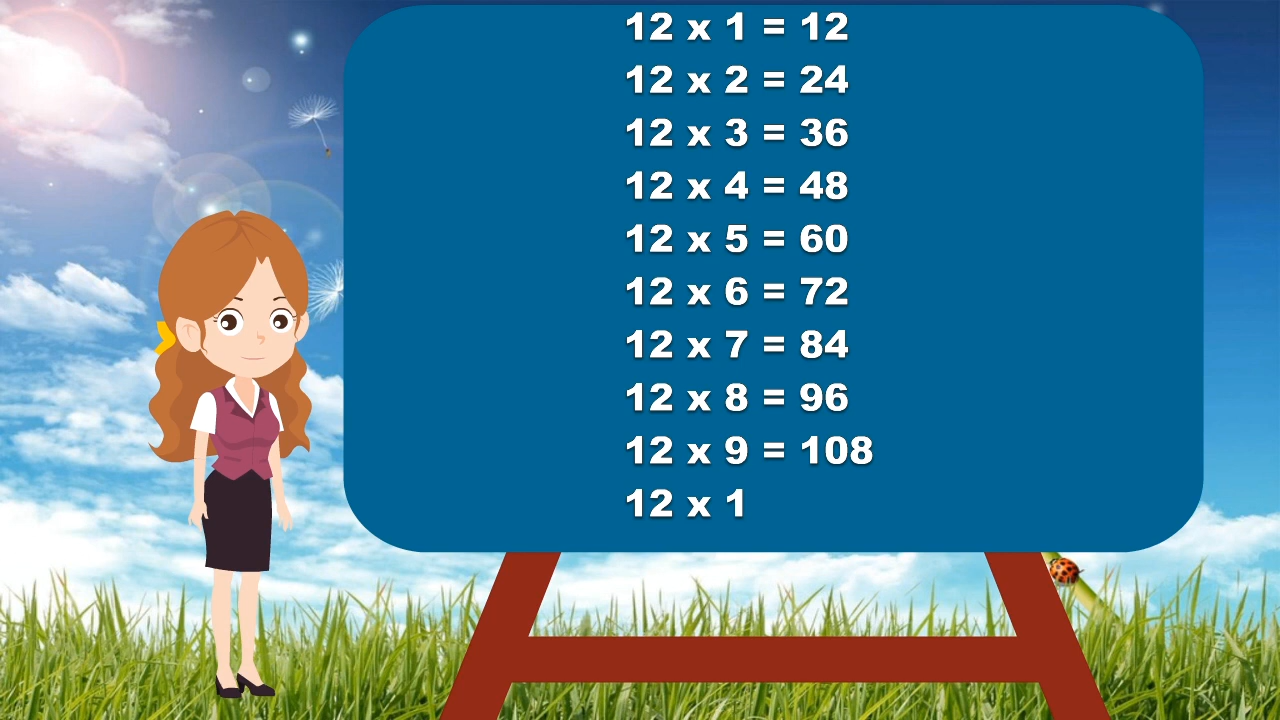 12 x 1 = 12
12 x 2 = 24
12 x 3 = 36
12 x 4 = 48
12 x 5 = 60
12 x 6 = 72
12 x 7 = 84
12 x 8 = 96
12 x 9 = 108
12 x 1